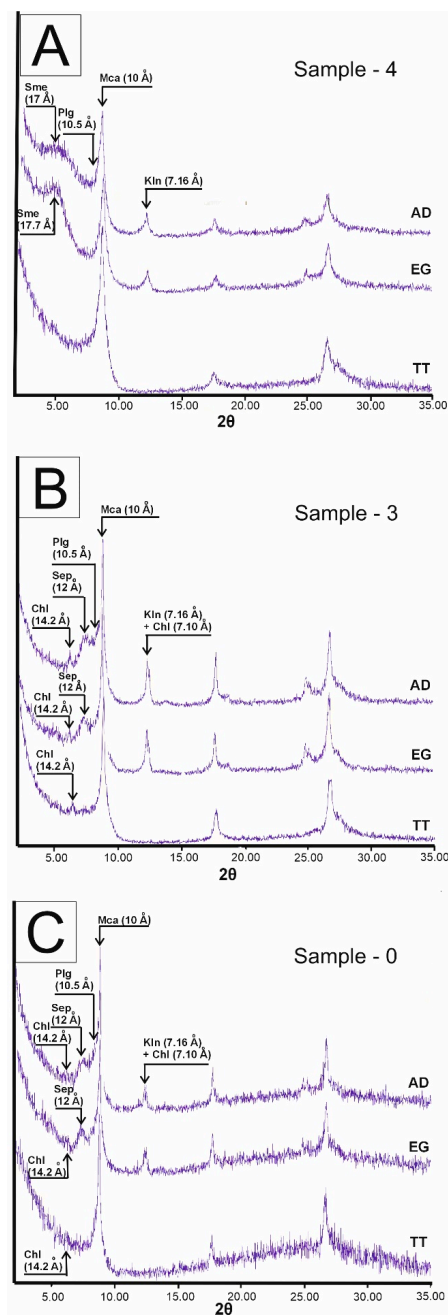 A
Sample - 4
Mca (10 Å)
Sme
(17 Å)
Plg
(10.5 Å)
Kln (7.16 Å)
AD
Sme
(17.7 Å)
EG
TT
5.00 10.00 15.00 20.00 25.00 30.00 35.00
2θ
B
Sample - 3
Mca (10 Å)
Plg
(10.5 Å)
Sep
(12 Å)
Chl
(14.2 Å)
Kln (7.16 Å)
+ Chl (7.10 Å)
AD
Sep
(12 Å)
Chl
(14.2 Å)
EG
Chl
(14.2 Å)
TT
5.00 10.00 15.00 20.00 25.00 30.00 35.00
2θ
C
Sample - 0
Mca (10 Å)
Plg
(10.5 Å)
Sep
(12 Å)
Chl
(14.2 Å)
Kln (7.16 Å)
+ Chl (7.10 Å)
AD
Sep
(12 Å)
EG
Chl
(14.2 Å)
TT
Chl
(14.2 Å)
5.00 10.00 15.00 20.00 25.00 30.00 35.00
2θ